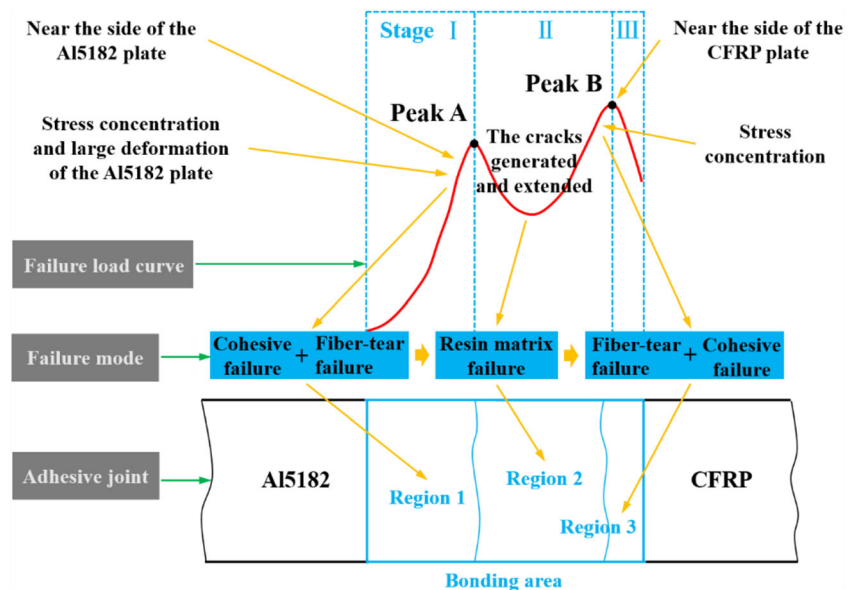 Near the side of the
Al5182 plate
Stage I
II
III
Near the side of the
CFRP plate
Peak A
Peak B
Stress concentration
and large deformation
of the Al5182 plate
The cracks
generated
and extended
Stress
concentration
Failure load curve
Failure mode
Cohesive + Fiber-tear
failure failure
Resin matrix
failure
Fiber-tear + Cohesive
failure failure
Adhesive joint
Al5182
Region 1
Region 2
Region 3
CFRP
Bonding area